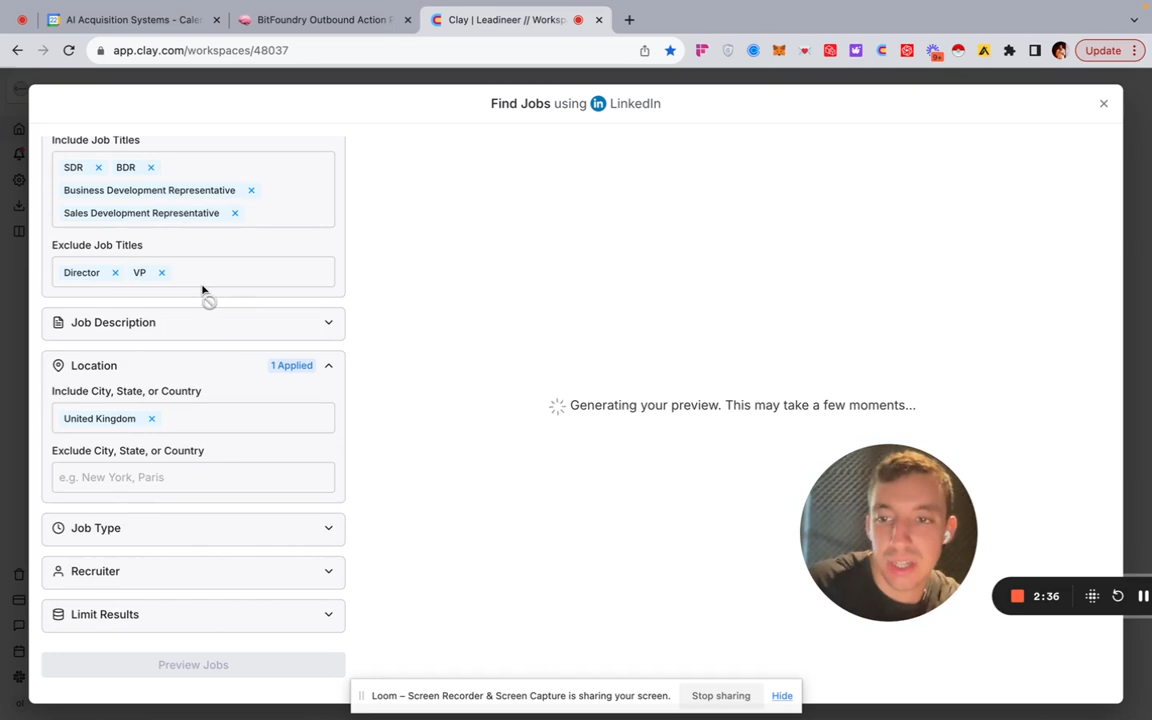 AI Acquisition Systems - Cale
BitFoundry Outbound Action P
Clay | Leadineer // Worksp
app.clay.com/workspaces/48037
9+
Update
Find Jobs using in LinkedIn
Include Job Titles
SDR
BDR
Business Development Representative
Sales Development Representative
Exclude Job Titles
Director
VP
Job Description
Location
1 Applied
Include City, State, or Country
United Kingdom
Exclude City, State, or Country
e.g. New York, Paris
Job Type
Recruiter
Limit Results
Preview Jobs
Generating your preview. This may take a few moments...
2:36
Loom – Screen Recorder & Screen Capture is sharing your screen.
Stop sharing
Hide